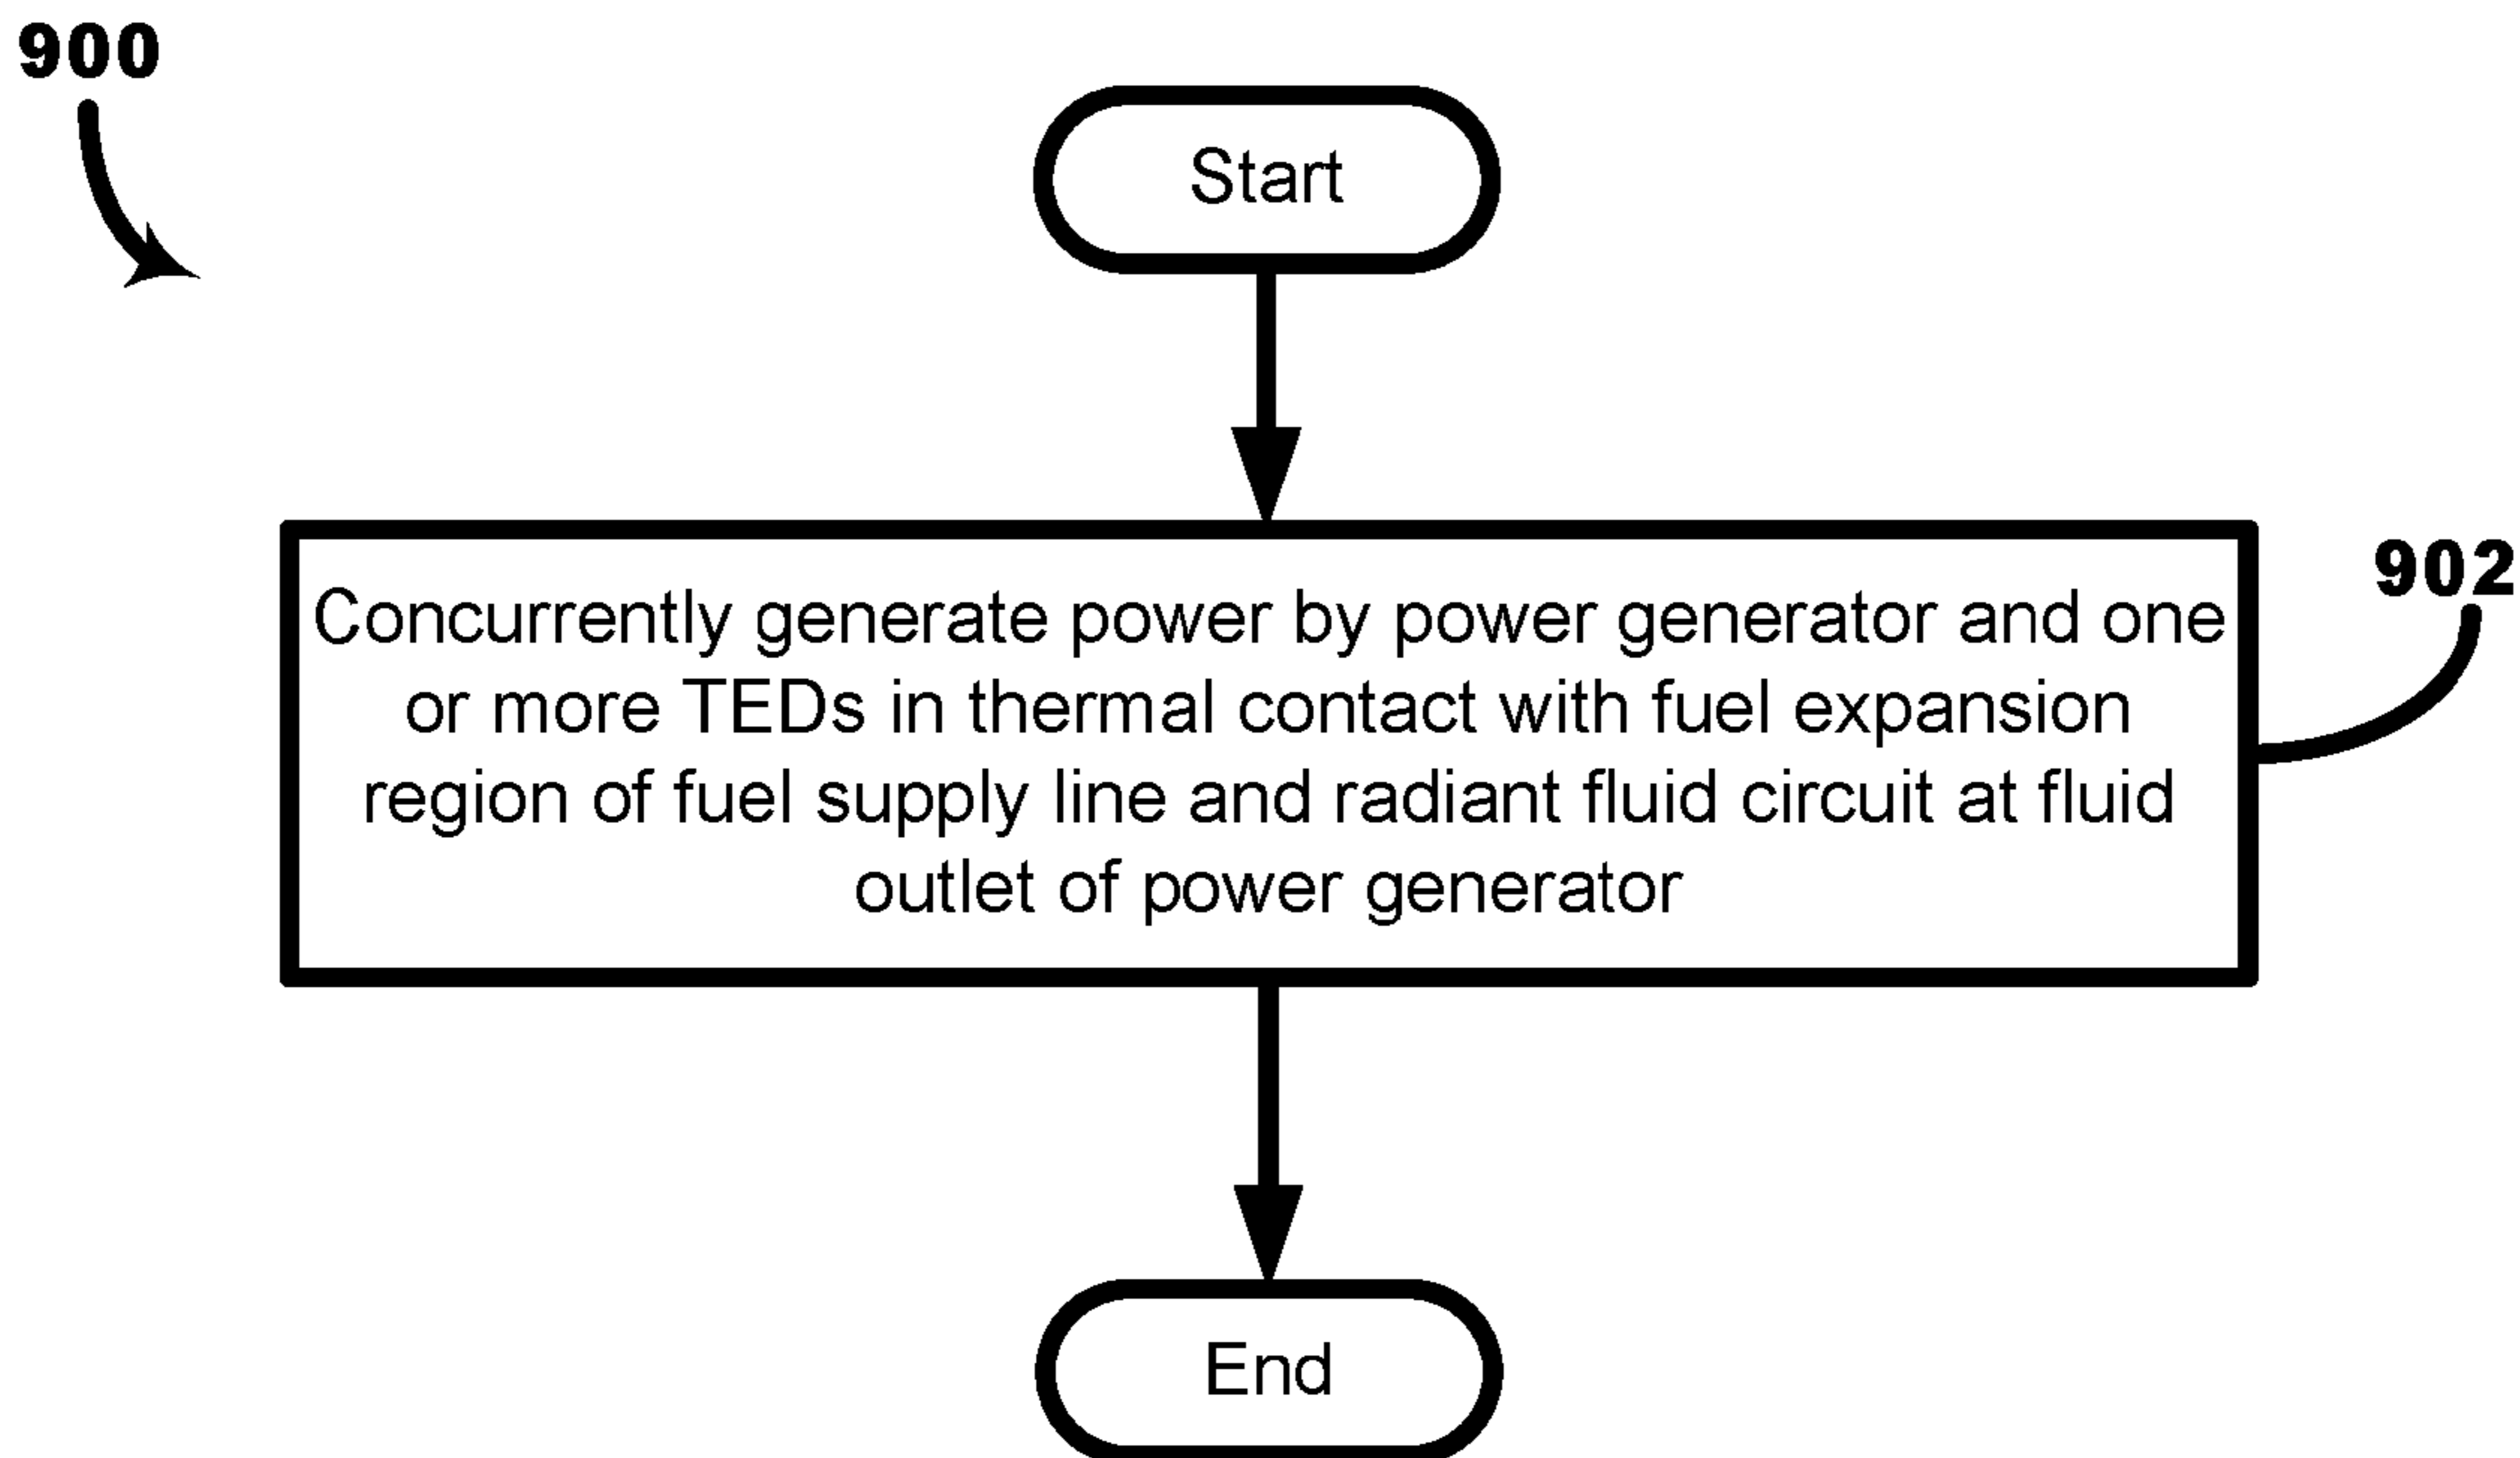 900
Start
Concurrently generate power by power generator and one
or more TEDs in thermal contact with fuel expansion
region of fuel supply line and radiant fluid circuit at fluid
outlet of power generator
902
End